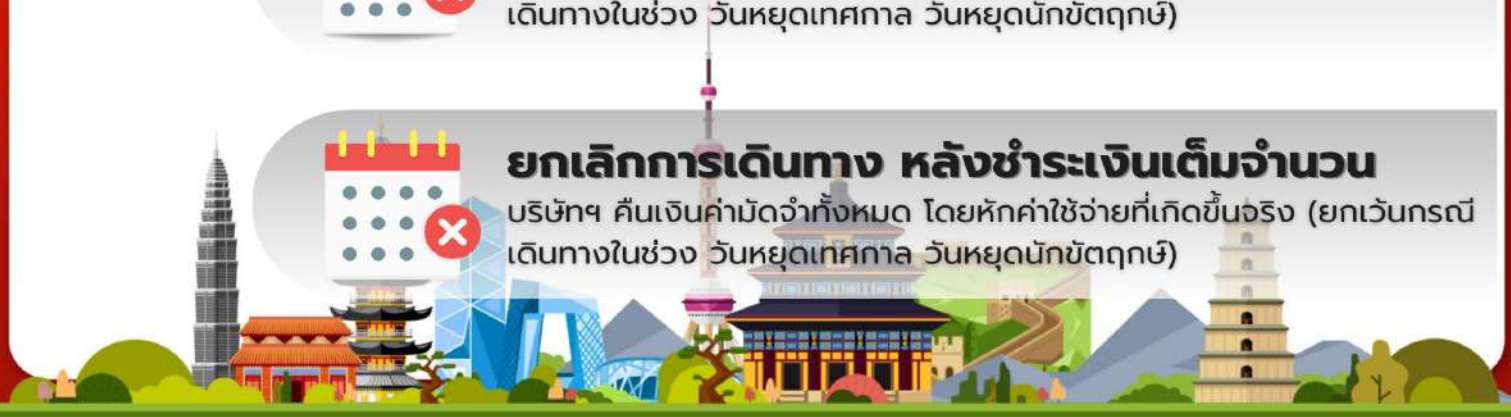 เดินทางในช่วง วันหยุดเทศกาล วันหยุดนักขัตฤกษ์)
ยกเลิกการเดินทาง หลังชำระเงินเต็มจำนวน
บริษัทฯ คืนเงินค่ามัดจำทั้งหมด โดยหักค่าใช้จ่ายที่เกิดขึ้นจริง (ยกเว้นกรณี
เดินทางในช่วง วันหยุดเทศกาล วันหยุดนักขัตฤกษ์)